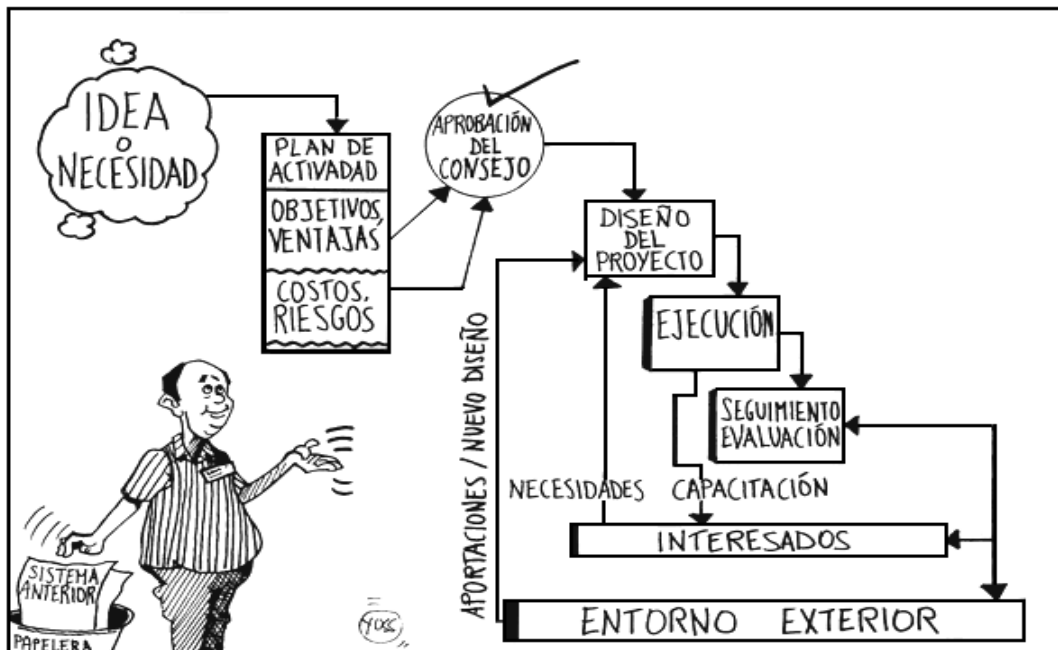 IDEA
O
NECESIDAD
PLAN DE
ACTIVADAD
OBJETIVOS,
VENTAJAS
COSTOS,
RIESGOS
APROBACIÓN
DEL
CONSEJO
DISEÑO
DEL
PROYECTO
EJECUCIÓN
SEGUIMIENTO
EVALUACIÓN
APORTACIONES / NUEVO DISEÑO
NECESIDADES
CAPACITACIÓN
INTERESADOS
ENTORNO EXTERIOR
SISTEMA
ANTERIOR
PAPELERA